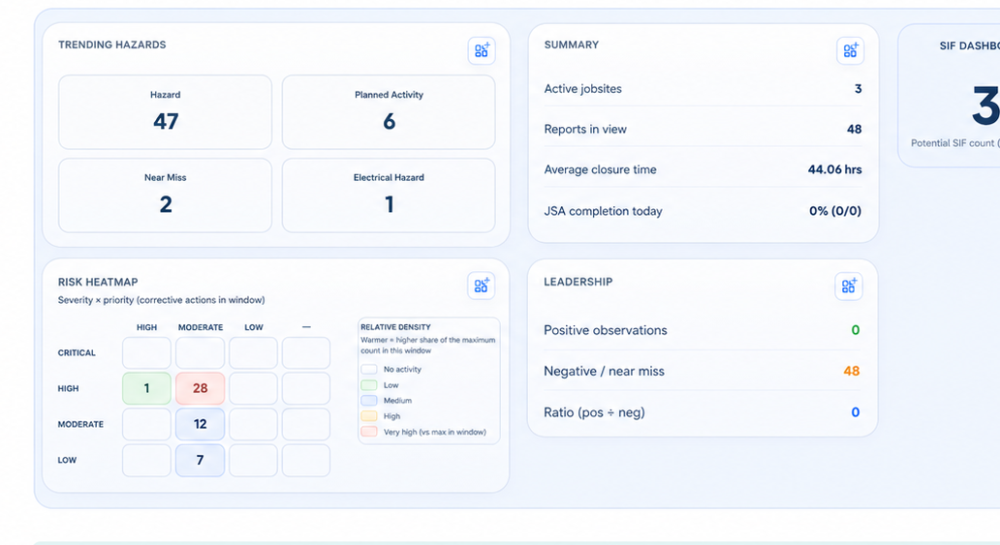 TRENDING HAZARDS
Hazard
47
Planned Activity
6
Near Miss
2
Electrical Hazard
1
SUMMARY
Active jobsites 3
Reports in view 48
Average closure time 44.06 hrs
JSA completion today 0% (0/0)
SIF DASHBO
3
Potential SIF count (
RISK HEATMAP
Severity × priority (corrective actions in window)
HIGH MODERATE LOW —
CRITICAL
HIGH 1 28
MODERATE 12
LOW 7
RELATIVE DENSITY
Warmer = higher share of the maximum
count in this window
No activity
Low
Medium
High
Very high (vs max in window)
LEADERSHIP
Positive observations 0
Negative / near miss 48
Ratio (pos ÷ neg) 0